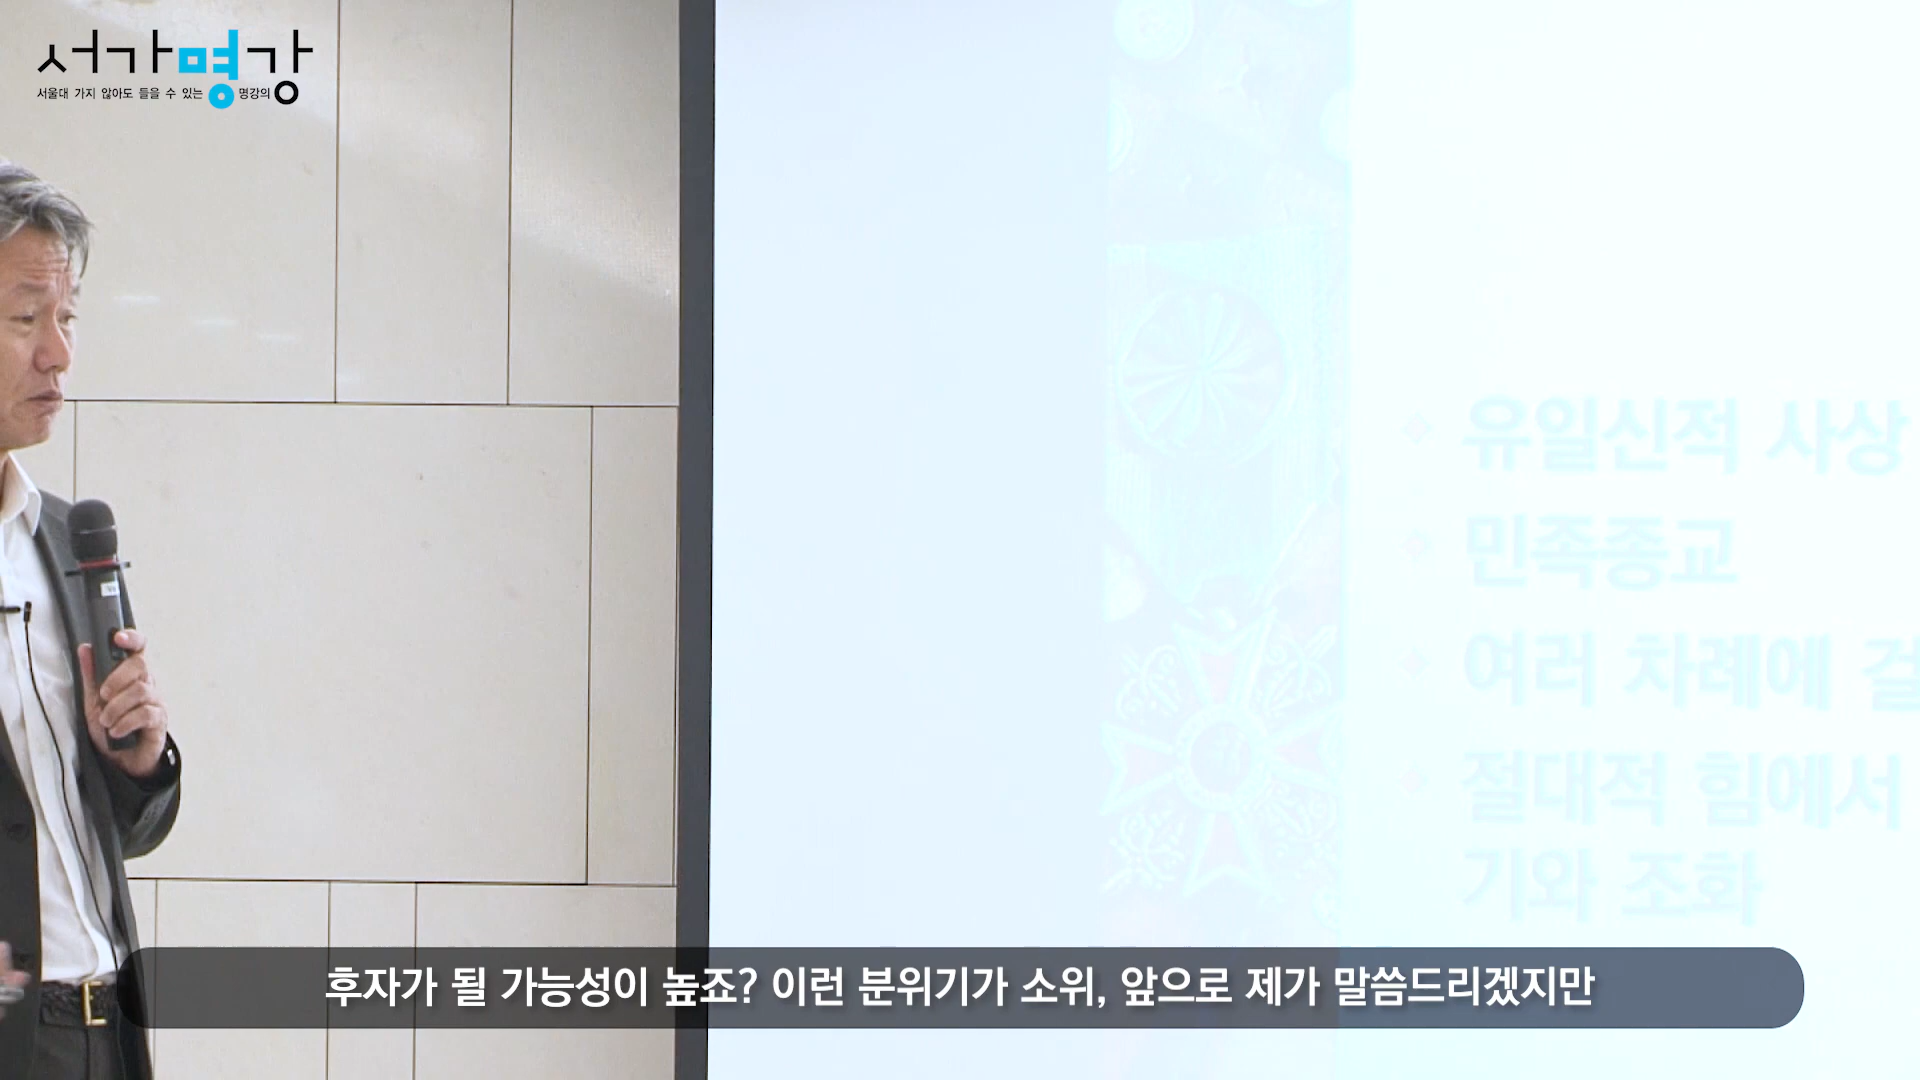 서가명강
서울대 가지 않아도 들을 수 있는 명강의
유일신적 사상
민족종교
여러 차례에 걸
절대적 힘에서
기와 조화
후자가 될 가능성이 높죠? 이런 분위기가 소위, 앞으로 제가 말씀드리겠지만